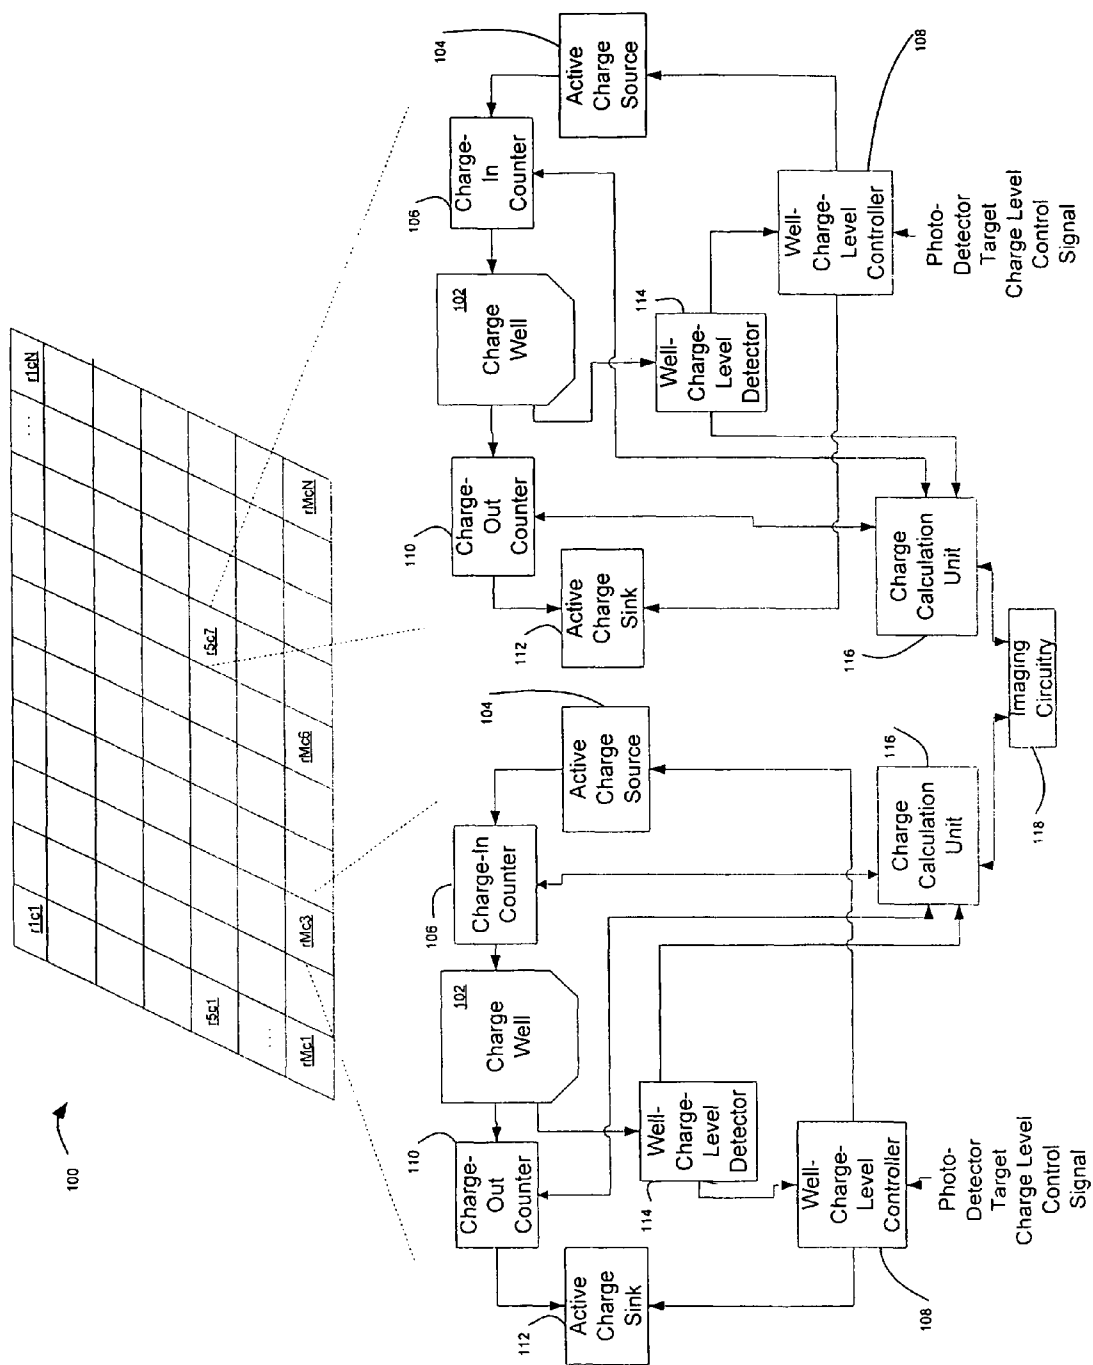 100
r1c1
r1cN
...
r5c1
r5c7
...
rMc1
rMc3
rMc6
rMcN
112
Active
Charge
Sink
110
Charge-
Out
Counter
102
Charge
Well
106
Charge-In
Counter
104
Active
Charge
Source
114
Well-
Charge-
Level
Detector
108
Well-
Charge-
Level
Controller
Photo-
Detector
Target
Charge Level
Control
Signal
116
Charge
Calculation
Unit
118
Imaging
Circuitry
112
Active
Charge
Sink
110
Charge-
Out
Counter
102
Charge
Well
106
Charge-
In
Counter
104
Active
Charge
Source
114
Well-
Charge-
Level
Detector
108
Well-
Charge-
Level
Controller
Photo-
Detector
Target
Charge Level
Control
Signal
116
Charge
Calculation
Unit